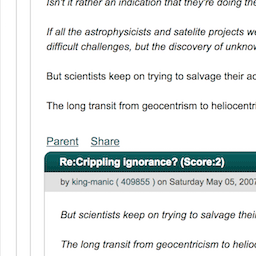 Isn't it rather an indication that they're doing the
If all the astrophysicists and satelite projects we
difficult challenges, but the discovery of unkno
But scientists keep on trying to salvage their
The long transit from geocentrism to heliocentri
Parent Share
Re:Crippling ignorance? (Score:2)
by king-manic ( 409855 ) on Saturday May 05, 2007
But scientists keep on trying to salvage their
The long transit from geocentricism to helio